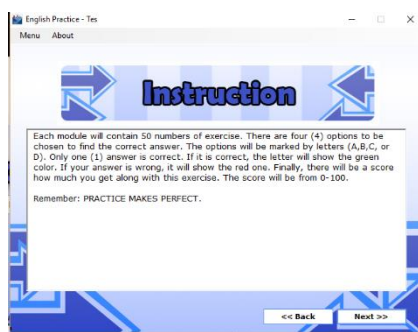 English Practice - Tes
Menu About
Instruction
Each module will contain 50 numbers of exercise. There are four (4) options to be
chosen to find the correct answer. The options will be marked by letters (A,B,C, or
D). Only one (1) answer is correct. If it is correct, the letter will show the green
color. If your answer is wrong, it will show the red one. Finally, there will be a score
how much you get along with this exercise. The score will be from 0-100.
Remember: PRACTICE MAKES PERFECT.
<< Back Next >>